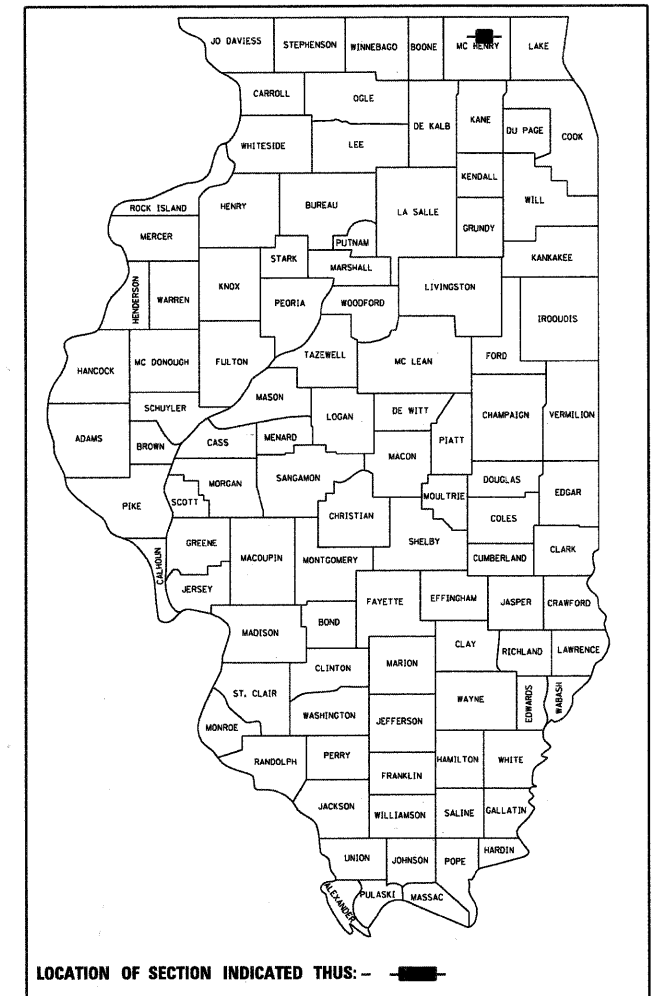 JO DAVIESS STEPHENSON WINNEBAGO BOONE MC HENRY LAKE
CARROLL OGLE DE KALB KANE DU PAGE COOK
WHITESIDE LEE KENDALL WILL
ROCK ISLAND HENRY BUREAU LA SALLE GRUNDY
MERCER PUTNAM KANKAKEE
STARK MARSHALL
HENDERSON WARREN KNOX PEORIA WOODFORD LIVINGSTON IROQUOIS
HANCOCK MC DONOUGH FULTON TAZEWELL MC LEAN FORD
SCHUYLER MASON LOGAN DE WITT CHAMPAIGN VERMILION
ADAMS BROWN CASS MENARD MACON PIATT
MORGAN SANGAMON DOUGLAS EDGAR
PIKE SCOTT CHRISTIAN MOULTRIE COLES
CALHOUN GREENE MACOUPIN MONTGOMERY SHELBY CUMBERLAND CLARK
JERSEY FAYETTE EFFINGHAM JASPER CRAWFORD
MADISON BOND CLAY RICHLAND LAWRENCE
CLINTON MARION
ST. CLAIR WAYNE EDWARDS WABASH
MONROE WASHINGTON JEFFERSON
RANDOLPH PERRY HAMILTON WHITE
FRANKLIN
JACKSON WILLIAMSON SALINE GALLATIN
UNION JOHNSON POPE HARDIN
ALEXANDER PULASKI MASSAC
LOCATION OF SECTION INDICATED THUS: –